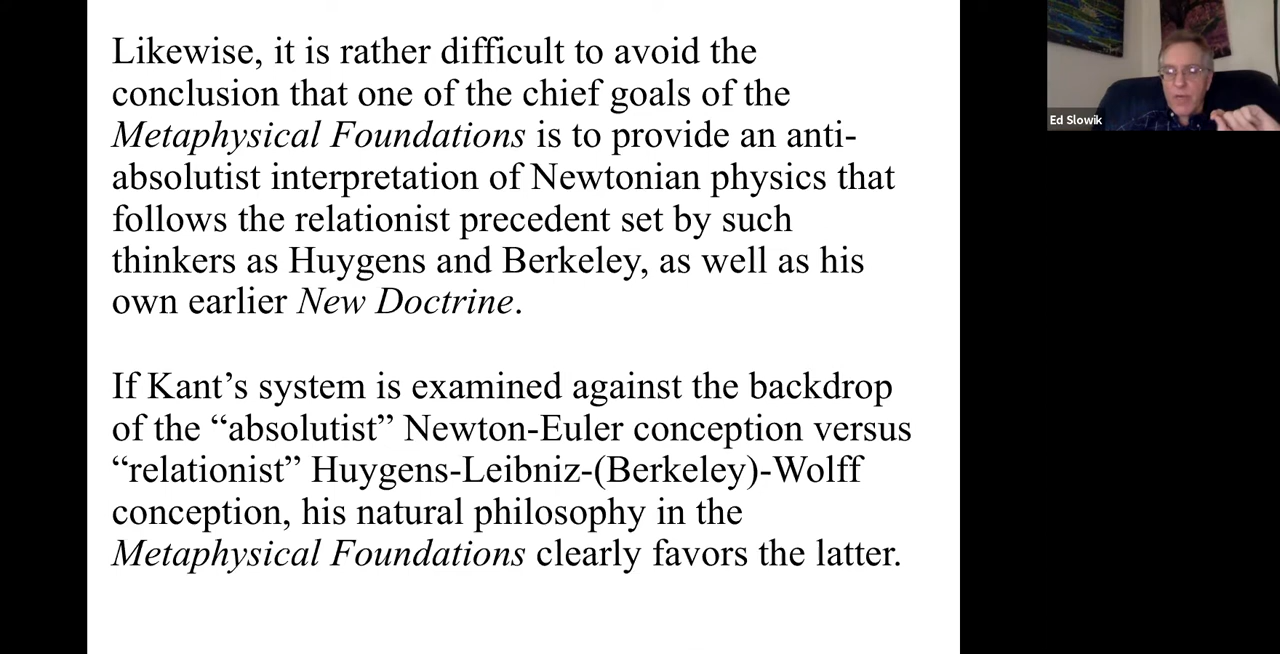 Likewise, it is rather difficult to avoid the
conclusion that one of the chief goals of the
Metaphysical Foundations is to provide an anti-
absolutist interpretation of Newtonian physics that
follows the relationist precedent set by such
thinkers as Huygens and Berkeley, as well as his
own earlier New Doctrine.
If Kant’s system is examined against the backdrop
of the “absolutist” Newton-Euler conception versus
“relationist” Huygens-Leibniz-(Berkeley)-Wolff
conception, his natural philosophy in the
Metaphysical Foundations clearly favors the latter.
Ed Slowik